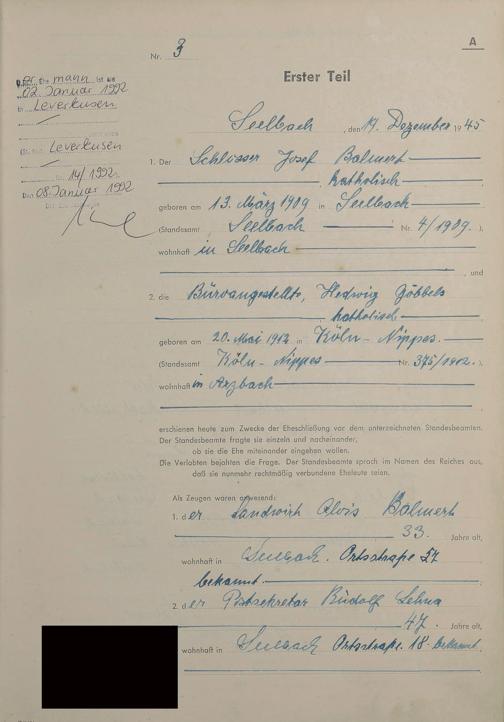 A
Nr. 3
Erster Teil
Ehemann ist am
02. Januar 1992
in Leverkusen
Leverkusen
Nr. 14/1992
Den 08. Januar 1992
Seelbach, den 17. Dezember 1945
1. Der Schlosser Josef Balmert
katholisch
geboren am 13. März 1909 in Seelbach
(Standesamt Seelbach Nr. 4/1909.),
wohnhaft in Seelbach
, und
2. die Büroangestellte, Hedwig Göbbels
katholisch
geboren am 20. Mai 1912 in Köln-Nippes.
(Standesamt Köln-Nippes Nr. 375/1912.),
wohnhaft in Arzbach
erschienen heute zum Zwecke der Eheschließung vor dem unterzeichneten Standesbeamten.
Der Standesbeamte fragte sie einzeln und nacheinander,
ob sie die Ehe miteinander eingehen wollen.
Die Verlobten bejahten die Frage. Der Standesbeamte sprach im Namen des Reiches aus,
daß sie nunmehr rechtmäßig verbundene Eheleute seien.
Als Zeugen waren anwesend:
1. der Landwirth Alois Balmert
33. Jahre alt,
wohnhaft in Seelbach. Ortsstraße 57
bekannt.
2. der Postsekretär Rudolf
47. Jahre alt,
wohnhaft in Seelbach Ortsstraße. 18 bekannt.